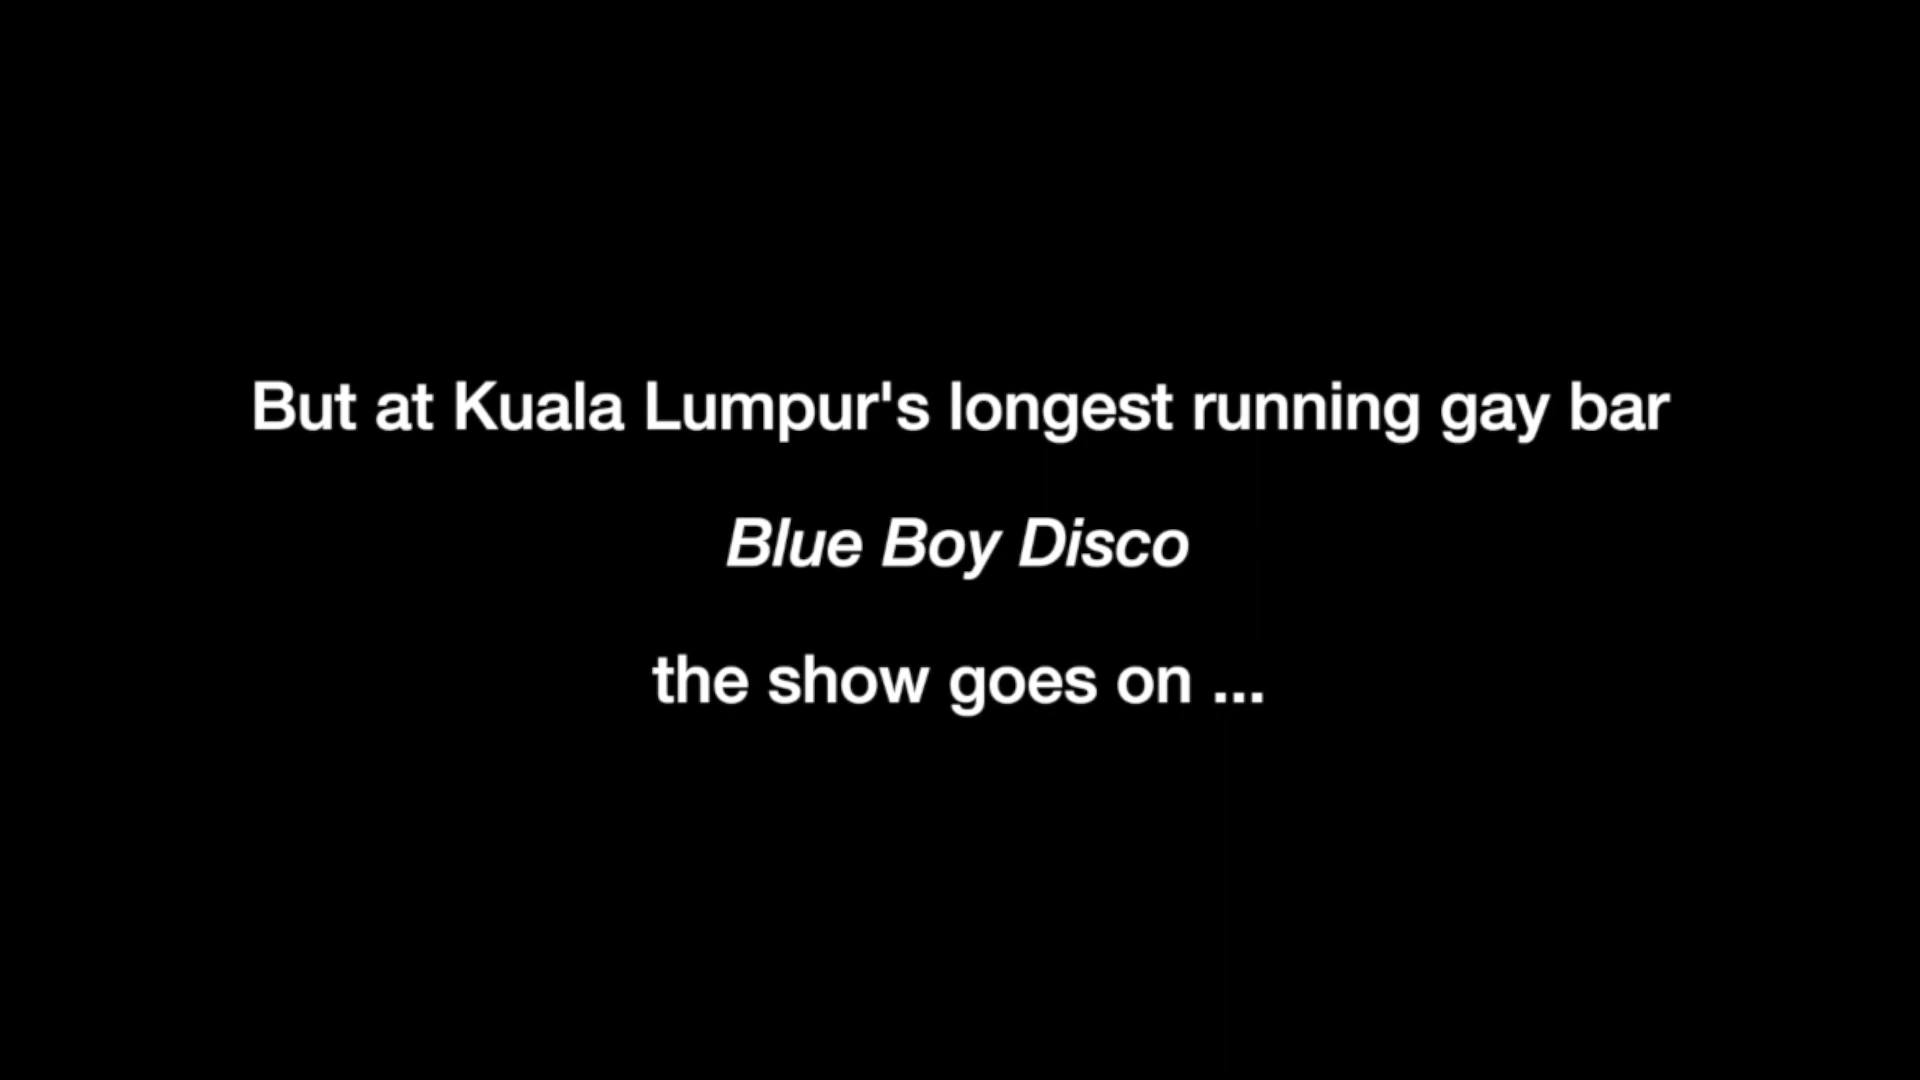 But at Kuala Lumpur's longest running gay bar
Blue Boy Disco
the show goes on ...